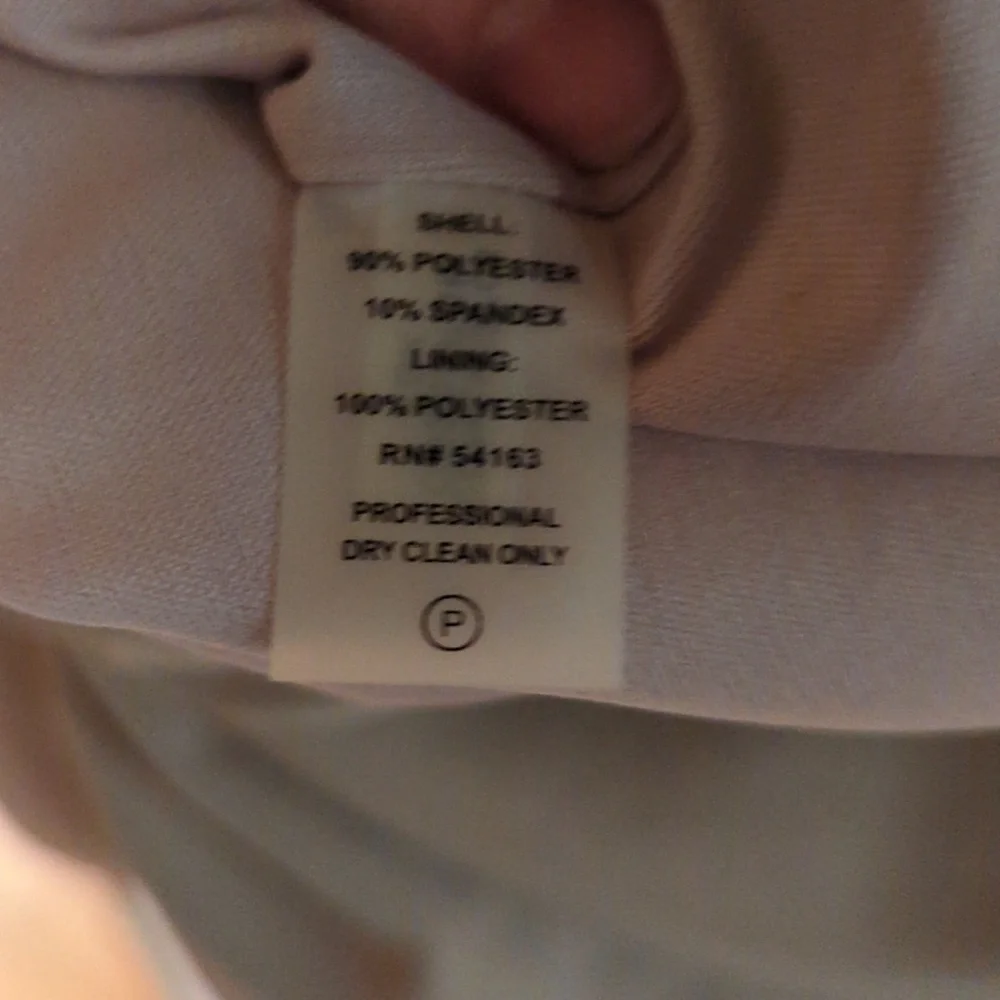 SHELL:
90% POLYESTER
10% SPANDEX
LINING:
100% POLYESTER
RN# 54163
PROFESSIONAL
DRY CLEAN ONLY
P